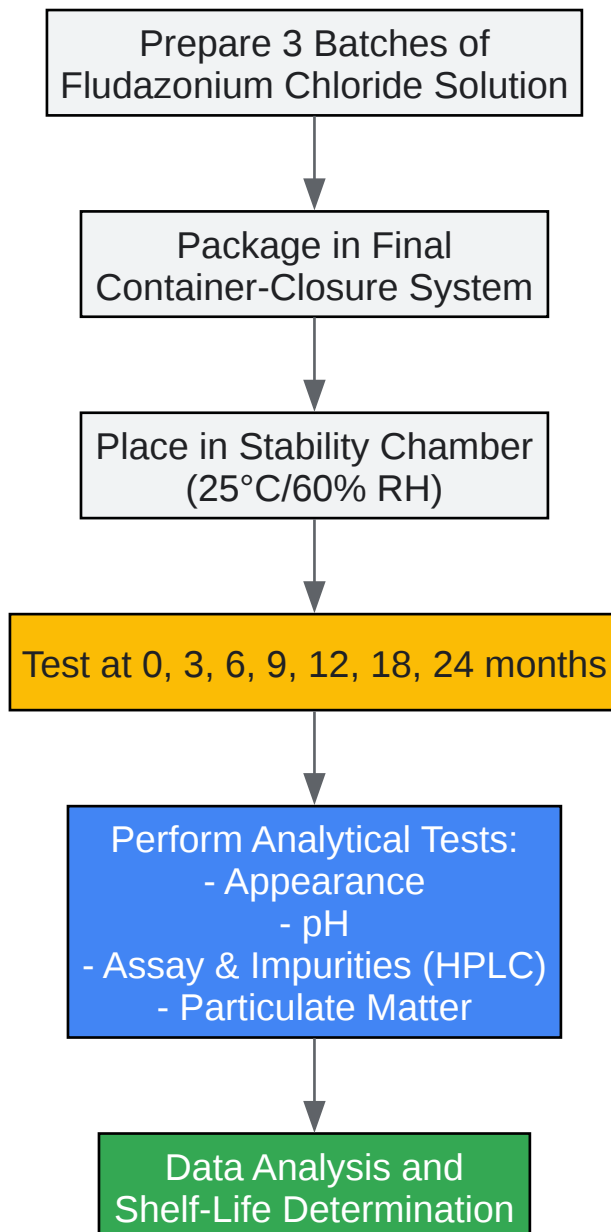 Prepare 3 Batches of
Fludazonium Chloride Solution
Package in Final
Container-Closure System
Place in Stability Chamber
(25°C/60% RH)
Test at 0, 3, 6, 9, 12, 18, 24 months
Perform Analytical Tests:
- Appearance
- pH
- Assay & Impurities (HPLC)
- Particulate Matter
Data Analysis and
Shelf-Life Determination